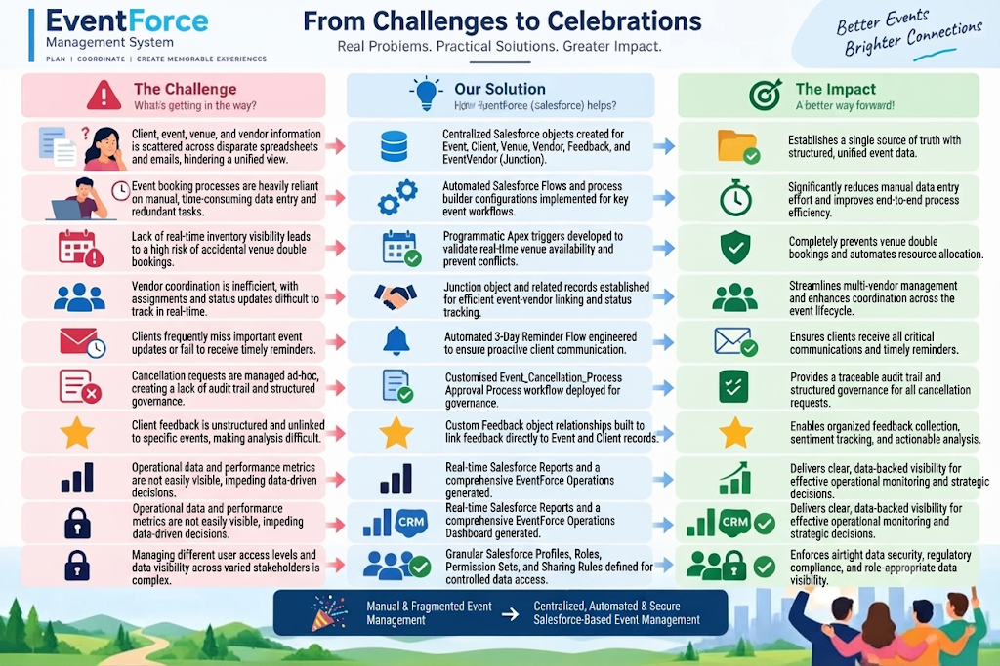 EventForce
Management System
PLAN | COORDINATE | CREATE MEMORABLE EXPERIENCCS
From Challenges to Celebrations
Real Problems. Practical Solutions. Greater Impact.
Better Events
Brighter Connections
The Challenge
What's getting in the way?
Our Solution
(salesforce) helps?
The Impact
A better way forward!
Client, event, venue, and vendor information
is scattered across disparate spreadsheets
and emails, hindering a unified view.
Centralized Salesforce objects created for
Event, Client, Venue, Vendor, Feedback, and
EventVendor (Junction).
Establishes a single source of truth with
structured, unified event data.
Event booking processes are heavily reliant
on manual, time-consuming data entry and
redundant tasks.
Automated Salesforce Flows and process
builder configurations implemented for key
event workflows.
Significantly reduces manual data entry
effort and improves end-to-end process
efficiency.
Lack of real-time inventory visibility leads
to a high risk of accidental venue double
bookings.
Programmatic Apex triggers developed to
validate real-time venue availability and
prevent conflicts.
Completely prevents venue double
bookings and automates resource allocation.
Vendor coordination is inefficient, with
assignments and status updates difficult to
track in real-time.
Junction object and related records established
for efficient event-vendor linking and status
tracking.
Streamlines multi-vendor management
and enhances coordination across the
event lifecycle.
Clients frequently miss important event
updates or fail to receive timely reminders.
Automated 3-Day Reminder Flow engineered
to ensure proactive client communication.
Ensures clients receive all critical
communications and timely reminders.
Cancellation requests are managed ad-hoc,
creating a lack of audit trail and structured
governance.
Customised Event_Cancellation_Process
Approval Process workflow deployed for
governance.
Provides a traceable audit trail and
structured governance for all cancellation
requests.
Client feedback is unstructured and unlinked
to specific events, making analysis difficult.
Custom Feedback object relationships built to
link feedback directly to Event and Client records.
Enables organized feedback collection,
sentiment tracking, and actionable analysis.
Operational data and performance metrics
are not easily visible, impeding data-driven
decisions.
Real-time Salesforce Reports and a
comprehensive EventForce Operations
generated.
Delivers clear, data-backed visibility for
effective operational monitoring and strategic
decisions.
Operational data and performance
metrics are not easily visible, impeding
data-driven decisions.
CRM
Real-time Salesforce Reports and a
comprehensive EventForce Operations
Dashboard generated.
CRM
Delivers clear, data-backed visibility for
effective operational monitoring and
strategic decisions.
Managing different user access levels and
data visibility across varied stakeholders is
complex.
Granular Salesforce Profiles, Roles,
Permission Sets, and Sharing Rules defined for
controlled data access.
Enforces airtight data security, regulatory
compliance, and role-appropriate data
visibility.
Manual & Fragmented Event
Management
Centralized, Automated & Secure
Salesforce-Based Event Management